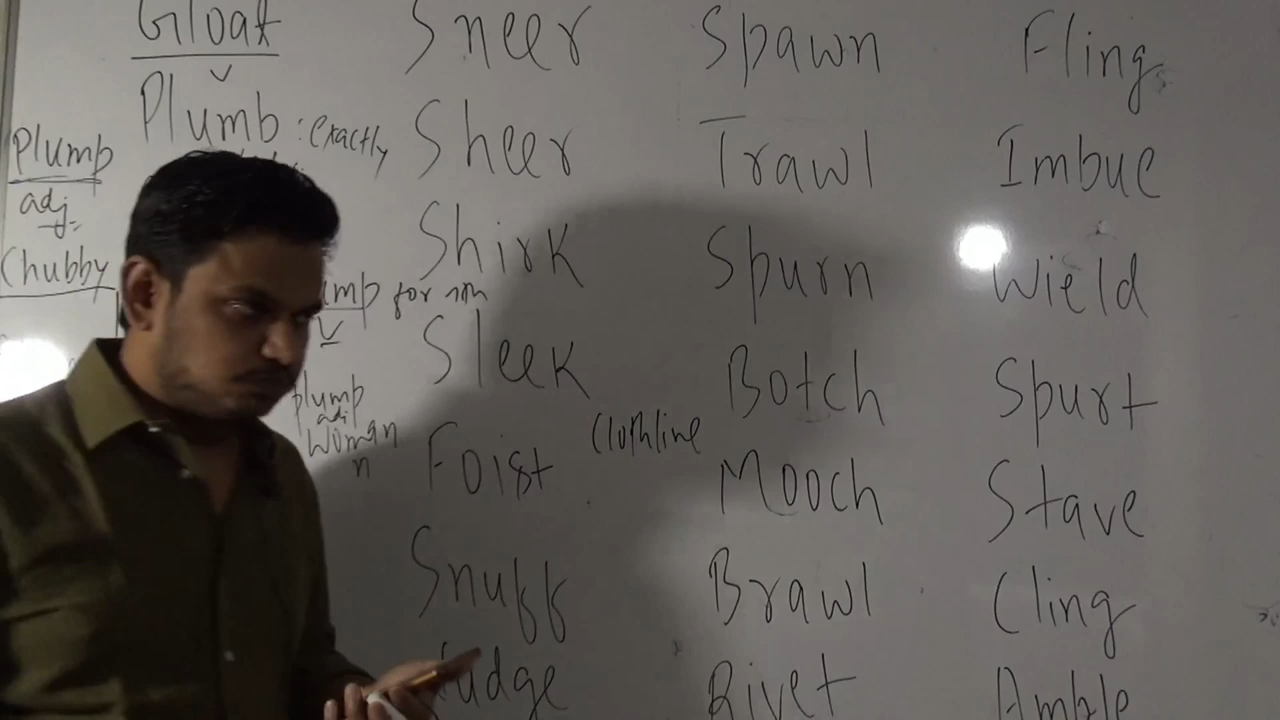 Gloat
Plumb : exactly
Plump
adj.
Chubby
for
plump
adj
Woman
n
Sneer
Sheer
Shirk
Sleek
Foist
Clothline
Snuff
Spawn
Trawl
Spurn
Botch
Mooch
Brawl
Rivet
Fling
Imbue
Wield
Spurt
Stave
Cling
Amble